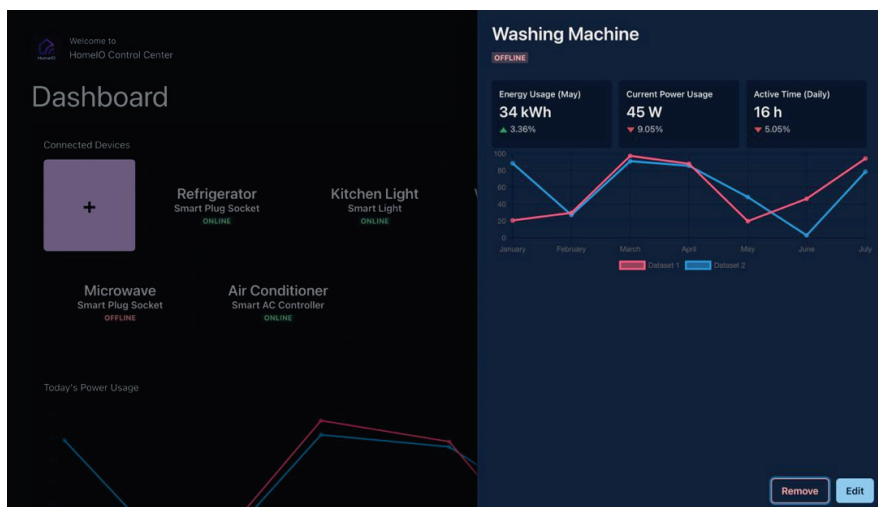 Welcome to
HomeIO Control Center
HomeIO
Dashboard
Connected Devices
+
Refrigerator
Smart Plug Socket
ONLINE
Kitchen Light
Smart Light
ONLINE
Microwave
Smart Plug Socket
OFFLINE
Air Conditioner
Smart AC Controller
ONLINE
Today's Power Usage
Washing Machine
OFFLINE
Energy Usage (May)
34 kWh
3.36%
Current Power Usage
45 W
9.05%
Active Time (Daily)
16 h
5.05%
100
80
60
40
20
0
January February March April May June July
Dataset 1 Dataset 2
Remove Edit